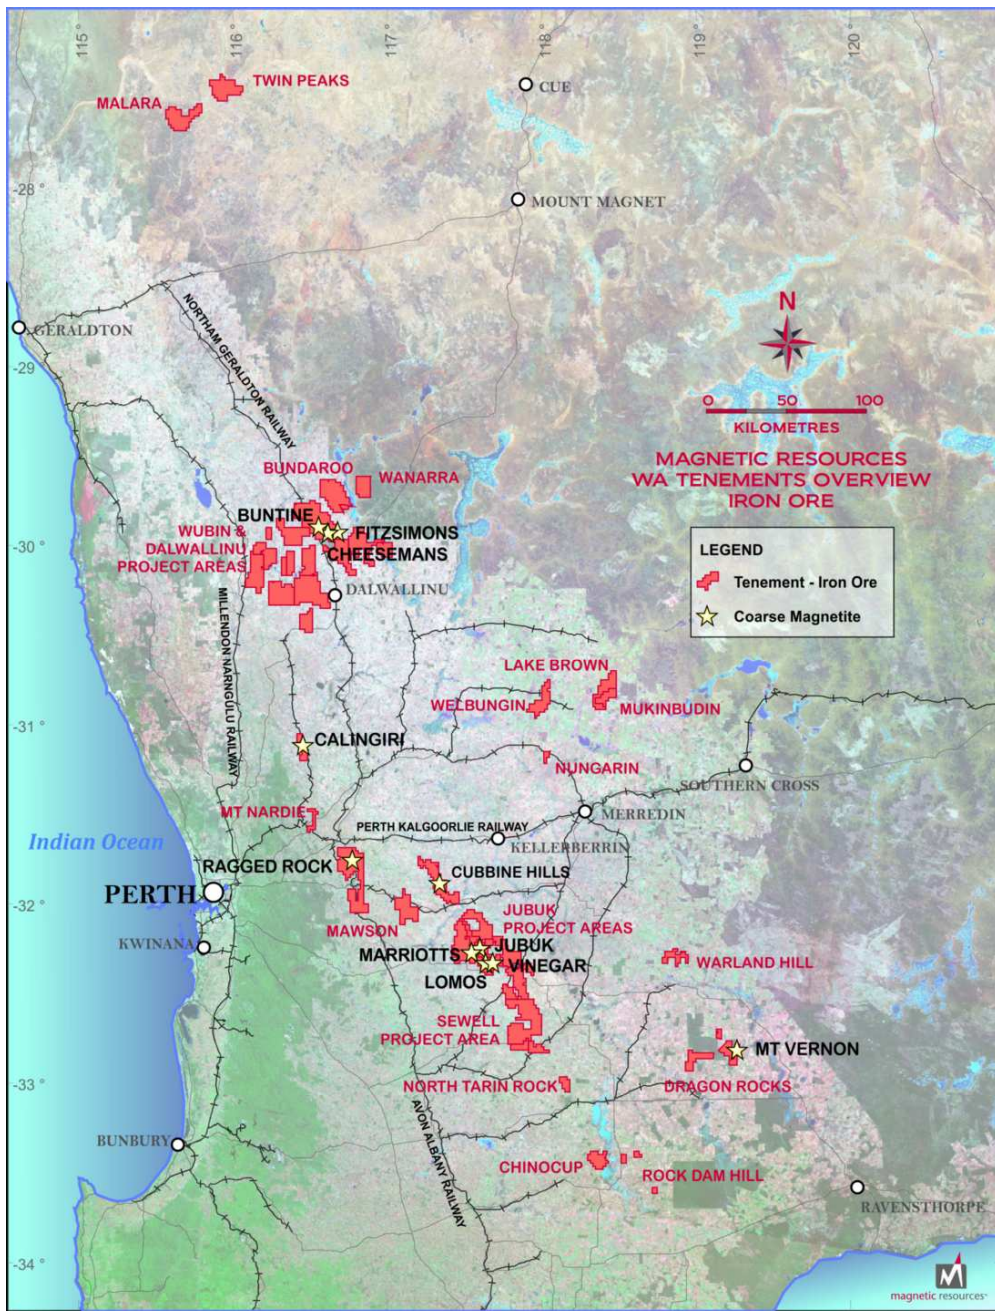 115
116
117
118
119
120
TWIN PEAKS
MALARA
CUE
-28°
MOUNT MAGNET
NORTHAM GERALDTON RAILWAY
GERALDTON
N
-29
0 50 100
KILOMETRES
MAGNETIC RESOURCES
WA TENEMENTS OVERVIEW
IRON ORE
BUNDAROO
WANARRA
BUNTINE
FITZSIMONS
WUBIN &
DALWALLINU
PROJECT AREAS
CHEESEMANS
-30°
LEGEND
Tenement - Iron Ore
Coarse Magnetite
DALWALLINU
MILLENDON NARNGULU RAILWAY
LAKE BROWN
WELBUNGIN
MUKINBUDIN
-31°
CALINGIRI
NUNGARIN
SOUTHERN CROSS
MT NARDIE
MERREDIN
PERTH KALGOORLIE RAILWAY
Indian Ocean
KELLERBERRIN
RAGGED ROCK
CUBBINE HILLS
PERTH
-32°
JUBUK
PROJECT AREAS
MAWSON
KWINANA
JUBUK
MARRIOTTS
VINEGAR
WARLAND HILL
LOMOS
SEWELL
PROJECT AREA
MT VERNON
-33°
NORTH TARIN ROCK
DRAGON ROCKS
AVON ALBANY RAILWAY
BUNBURY
CHINOCUP
ROCK DAM HILL
RAVENSTHORPE
-34°
magnetic resources